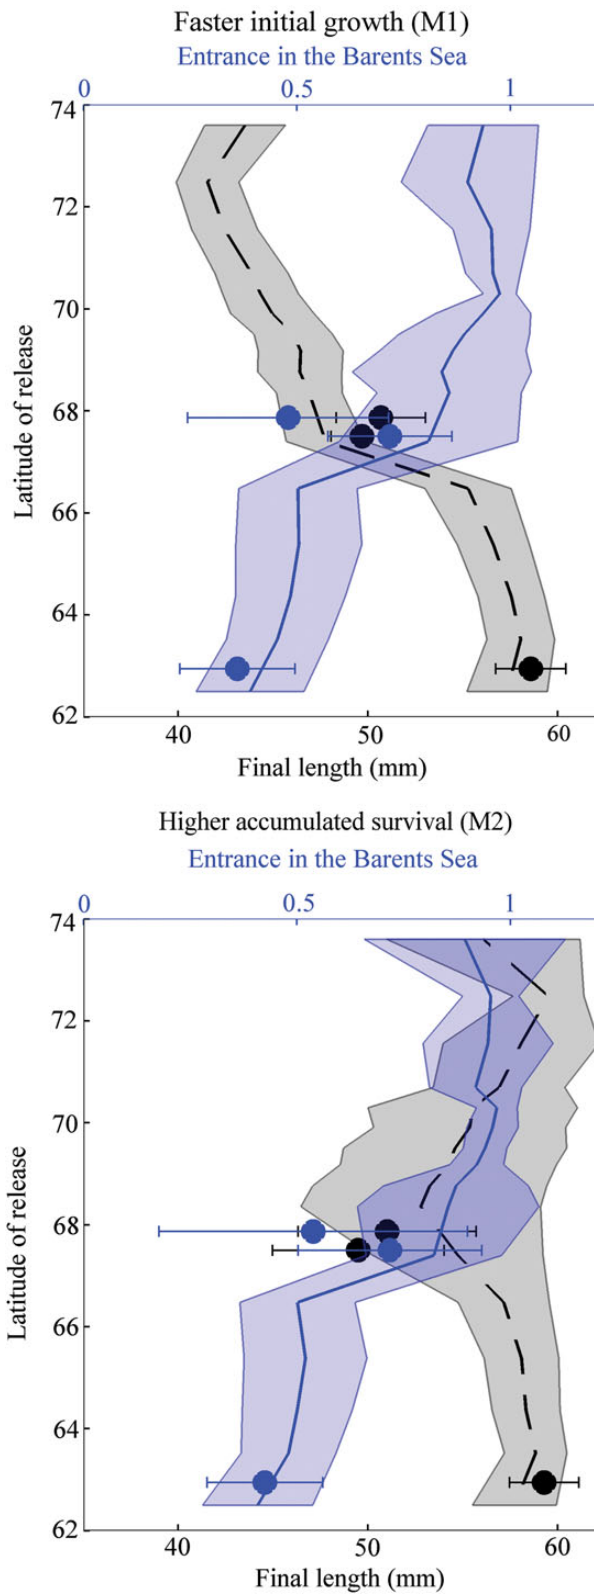 Faster initial growth (M1)
Entrance in the Barents Sea
0 0.5 1
74
72
70
68
66
64
62
Latitude of release
40 50 60
Final length (mm)
Higher accumulated survival (M2)
Entrance in the Barents Sea
0 0.5 1
74
72
70
68
66
64
62
Latitude of release
40 50 60
Final length (mm)